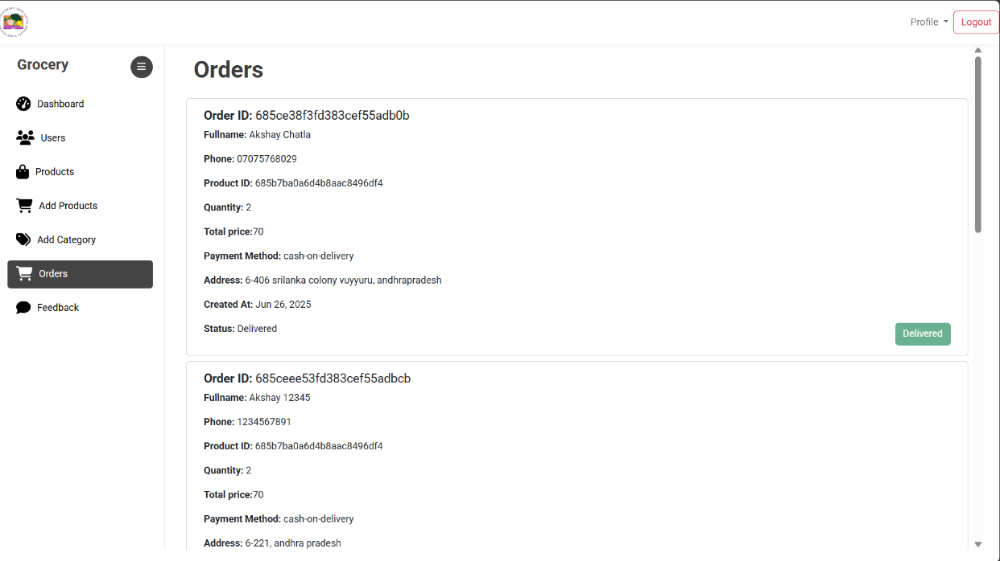 Profile
Logout
Grocery
Dashboard
Users
Products
Add Products
Add Category
Orders
Feedback
Orders
Order ID: 685ce38f3fd383cef55adb0b
Fullname: Akshay Chatla
Phone: 07075768029
Product ID: 685b7ba0a6d4b8aac8496df4
Quantity: 2
Total price:70
Payment Method: cash-on-delivery
Address: 6-406 srilanka colony vuyyuru, andhrapradesh
Created At: Jun 26, 2025
Status: Delivered
Delivered
Order ID: 685ceee53fd383cef55adbcb
Fullname: Akshay 12345
Phone: 1234567891
Product ID: 685b7ba0a6d4b8aac8496df4
Quantity: 2
Total price:70
Payment Method: cash-on-delivery
Address: 6-221, andhra pradesh